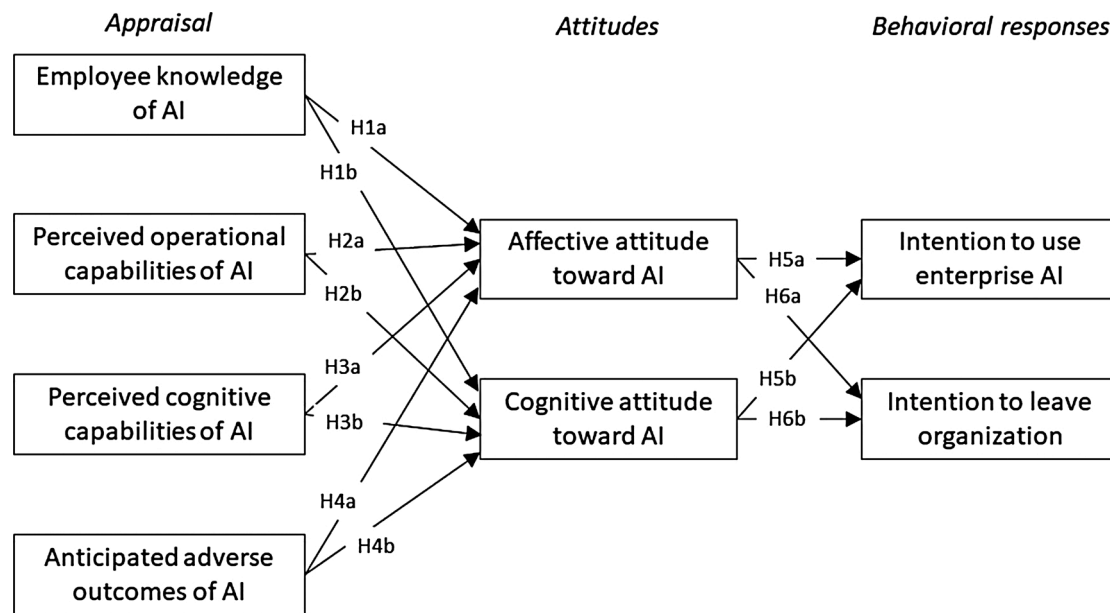 Appraisal
Attitudes
Behavioral responses
Employee knowledge
of AI
H1a
H1b
Perceived operational
capabilities of AI
H2a
H2b
Affective attitude
toward AI
H5a
H6a
Intention to use
enterprise AI
H3a
Perceived cognitive
capabilities of AI
H3b
Cognitive attitude
toward AI
H5b
H6b
Intention to leave
organization
H4a
H4b
Anticipated adverse
outcomes of AI